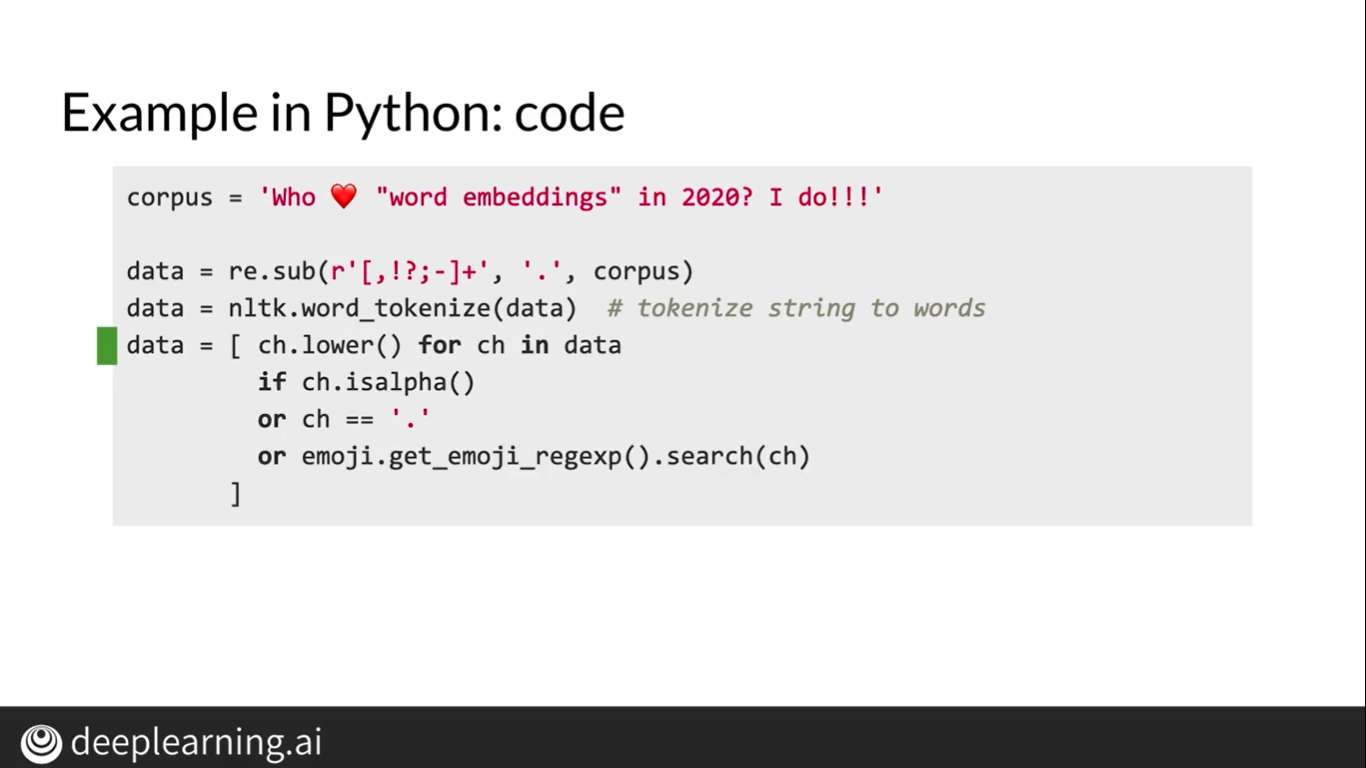 Example in Python: code
corpus = 'Who ❤️ "word embeddings" in 2020? I do!!!'
data = re.sub(r'[,!?;-]+', '.', corpus)
data = nltk.word_tokenize(data)  # tokenize string to words
data = [ ch.lower() for ch in data
if ch.isalpha()
or ch == '.'
or emoji.get_emoji_regexp().search(ch)
]
deeplearning.ai